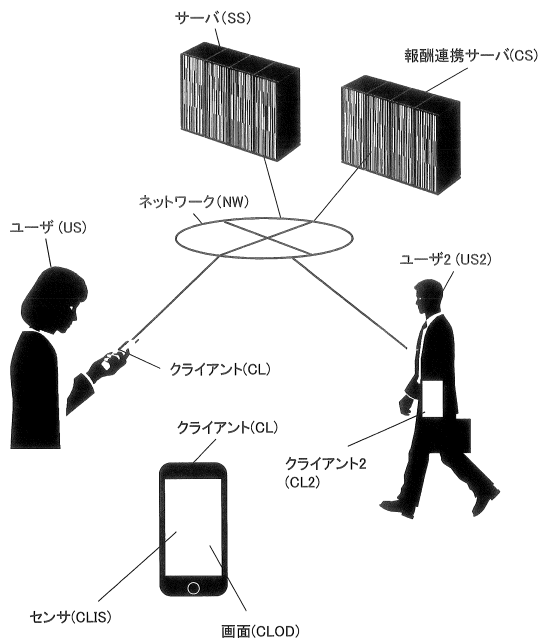 サーバ(SS)
報酬連携サーバ(CS)
ネットワーク(NW)
ユーザ(US)
ユーザ2(US2)
クライアント(CL)
クライアント(CL)
クライアント2
(CL2)
センサ(CLIS)
画面(CLOD)